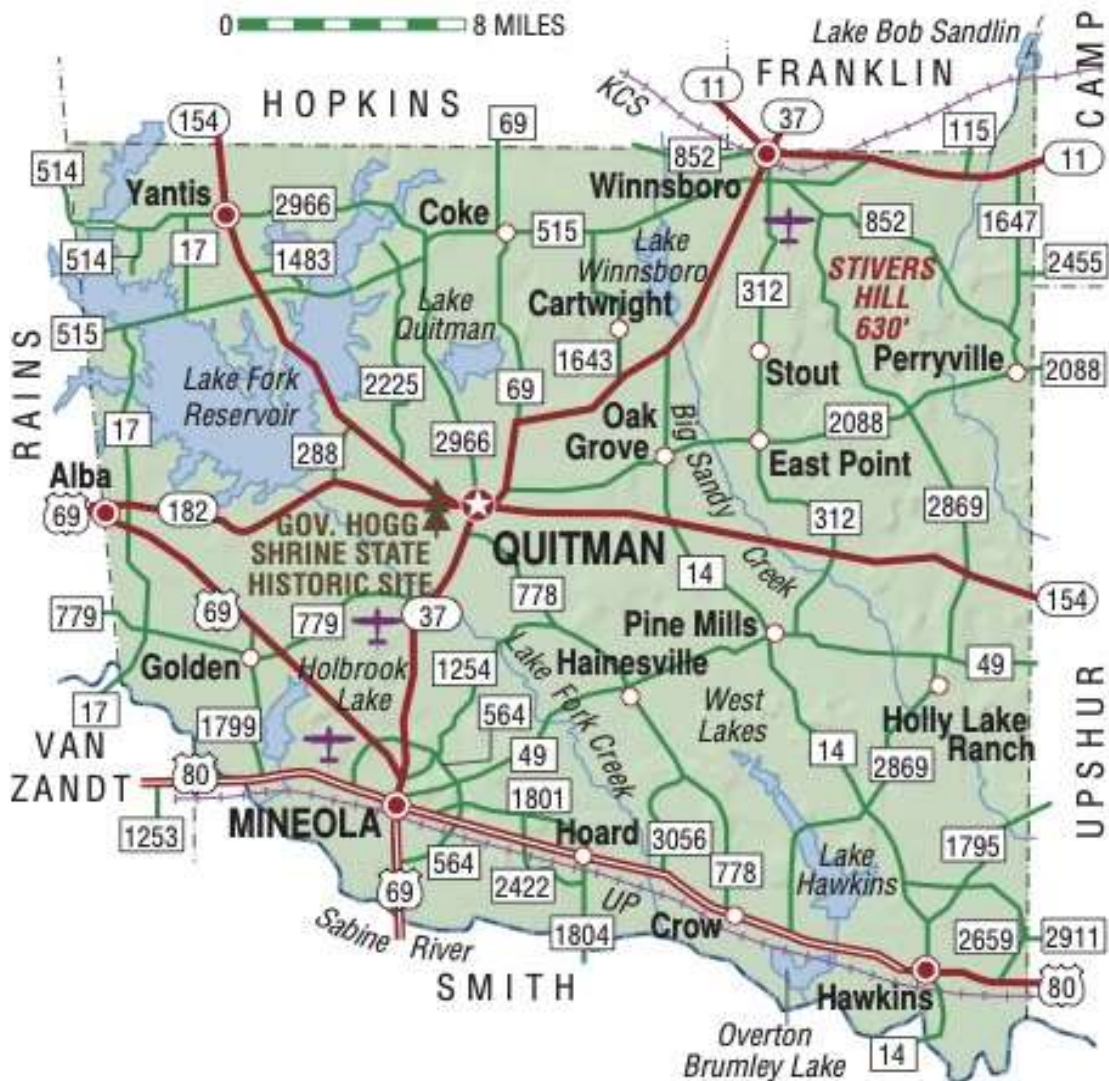 0 8 MILES
Lake Bob Sandlin
CAMP
HOPKINS
FRANKLIN
KCS
11
37
154
69
115
852
11
514
Yantis
2966
Coke
Winnsboro
515
Lake
Winnsboro
852
1647
514
17
1483
2455
STIVERS
HILL
630'
312
Lake
Quitman
Cartwright
515
RAINS
1643
Stout
Perryville
2088
Lake Fork
Reservoir
2225
69
17
Oak
Grove
Big Sandy
Creek
2088
288
2966
East Point
Alba
69
182
GOV. HOGG
SHRINE STATE
HISTORIC SITE
QUITMAN
312
2869
14
154
779
69
779
37
778
Pine Mills
Golden
Holbrook
Lake
1254
Lake Fork Creek
Hainesville
49
17
1799
564
West
Lakes
Holly Lake
Ranch
UPSHUR
VAN
ZANDT
80
49
14
2869
1253
MINEOLA
1801
Hoard
3056
1795
564
2422
778
Lake
Hawkins
69
UP
Crow
Sabine River
1804
2659
2911
SMITH
Hawkins
80
Overton
Brumley Lake
14